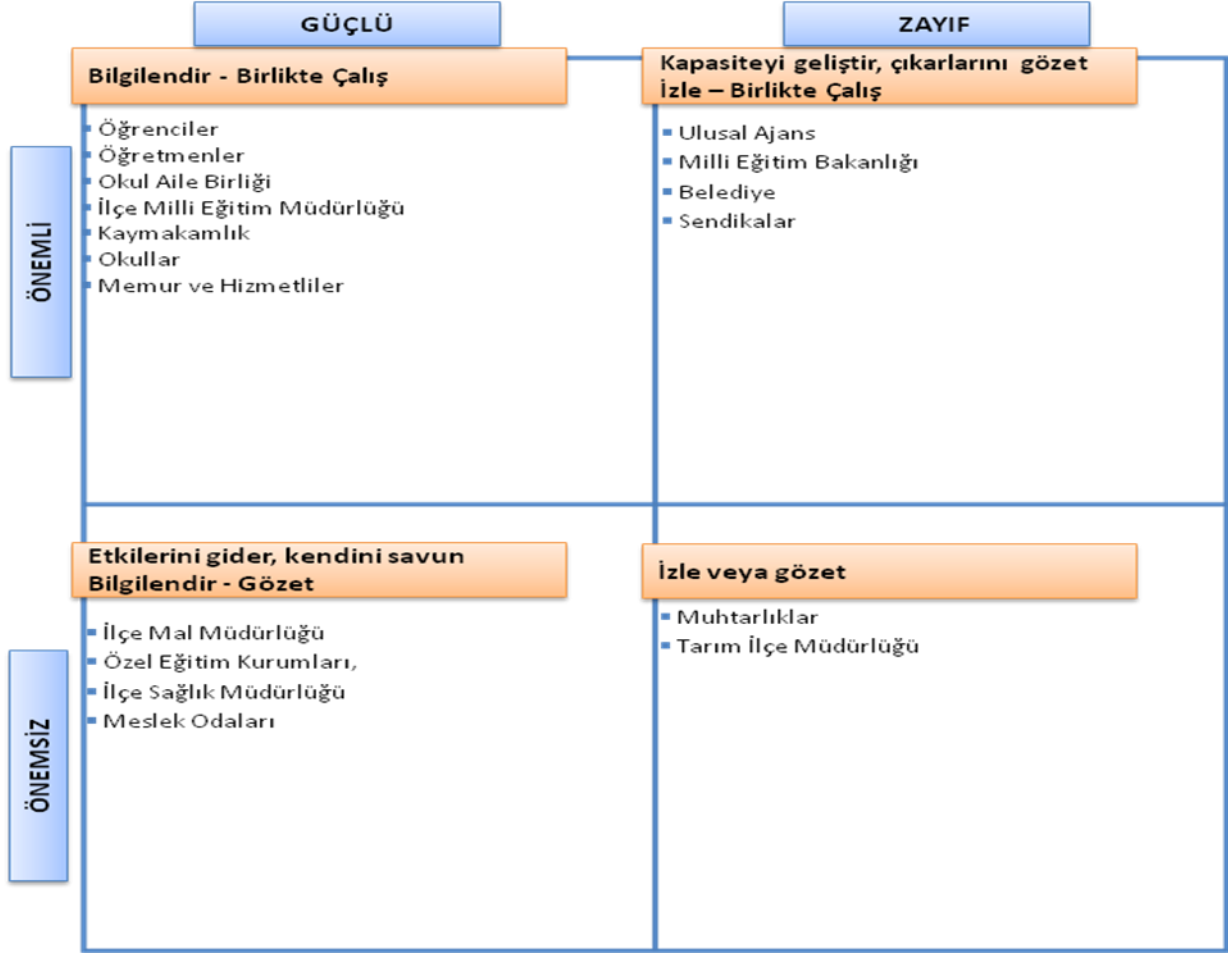 GÜÇLÜ
ZAYIF
ÖNEMLİ
Bilgilendir - Birlikte Çalış
Öğrenciler
Öğretmenler
Okul Aile Birliği
İlçe Milli Eğitim Müdürlüğü
Kaymakamlık
Okullar
Memur ve Hizmetliler
Kapasiteyi geliştir, çıkarlarını gözet
İzle – Birlikte Çalış
Ulusal Ajans
Milli Eğitim Bakanlığı
Belediye
Sendikalar
ÖNEMSİZ
Etkilerini gider, kendini savun
Bilgilendir - Gözet
İlçe Mal Müdürlüğü
Özel Eğitim Kurumları,
İlçe Sağlık Müdürlüğü
Meslek Odaları
İzle veya gözet
Muhtarlıklar
Tarım İlçe Müdürlüğü